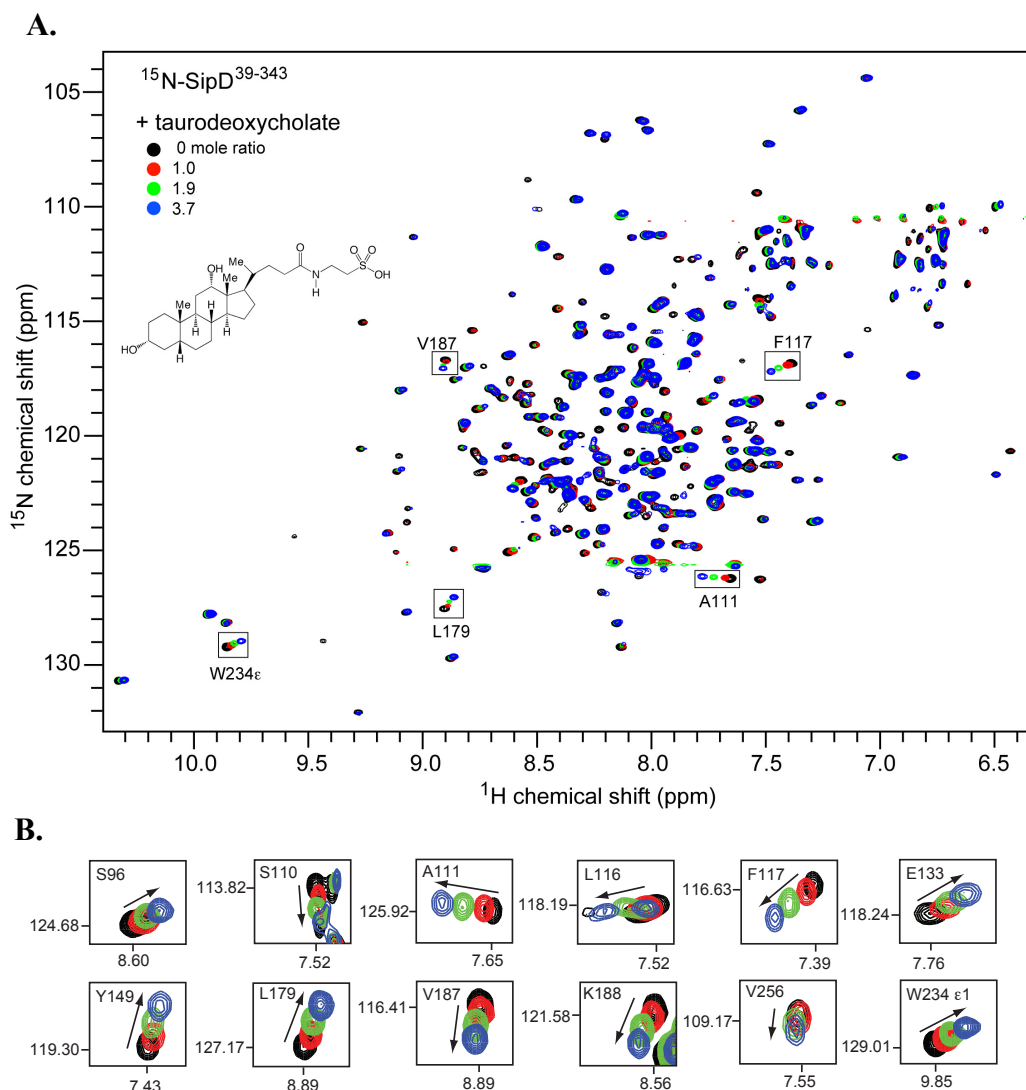 A.
¹⁵N-SipD³⁹⁻³⁴³
+ taurodeoxycholate
0 mole ratio
1.0
1.9
3.7
OH
Me
Me
O
N
H
O
O
S
OH
H
H
H
H
HO
H
105
110
115
120
125
130
¹⁵N chemical shift (ppm)
V187
F117
A111
L179
W234ε
10.0 9.5 9.0 8.5 8.0 7.5 7.0 6.5
¹H chemical shift (ppm)
B.
S96
124.68
8.60
S110
113.82
7.52
A111
125.92
7.65
L116
118.19
7.52
F117
116.63
7.39
E133
118.24
7.76
Y149
119.30
7.43
L179
127.17
8.89
V187
116.41
8.89
K188
121.58
8.56
V256
109.17
7.55
W234 ε1
129.01
9.85